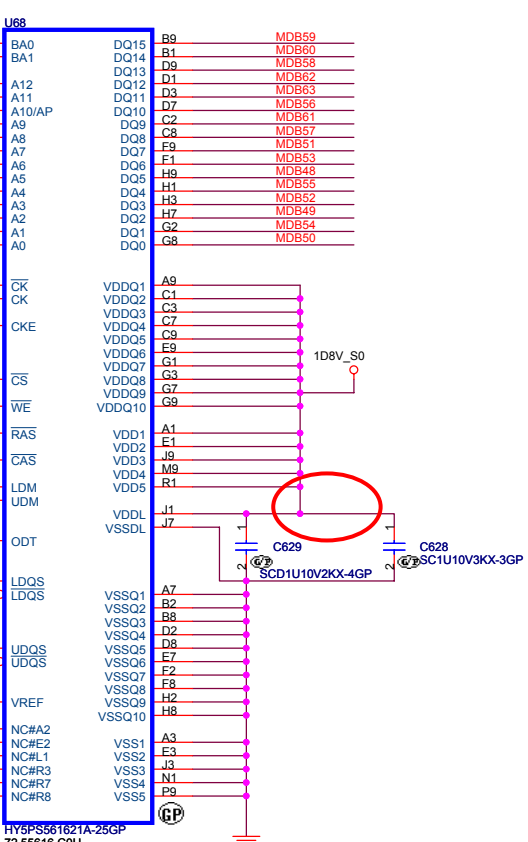 U68
BA0 DQ15 B9 MDB59
BA1 DQ14 B1 MDB60
DQ13 D9 MDB58
A12 DQ12 D1 MDB62
A11 DQ11 D3 MDB63
A10/AP DQ10 D7 MDB56
A9 DQ9 C2 MDB61
A8 DQ8 C8 MDB57
A7 DQ7 F9 MDB51
A6 DQ6 F1 MDB53
A5 DQ5 H9 MDB48
A4 DQ4 H1 MDB55
A3 DQ3 H3 MDB52
A2 DQ2 H7 MDB49
A1 DQ1 G2 MDB54
A0 DQ0 G8 MDB50
CK VDDQ1 A9
CK VDDQ2 C1
VDDQ3 C3
CKE VDDQ4 C7
VDDQ5 C9
VDDQ6 E9
VDDQ7 G1
1D8V_S0
CS VDDQ8 G3
VDDQ9 G7
WE VDDQ10 G9
RAS VDD1 A1
VDD2 E1
CAS VDD3 J9
VDD4 M9
LDM VDD5 R1
UDM
VDDL J1
VSSDL J7
1 1
ODT C629 C628
2 G/P 2 G/P SC1U10V3KX-3GP
SCD1U10V2KX-4GP
LDQS
LDQS VSSQ1 A7
VSSQ2 B2
VSSQ3 B8
VSSQ4 D2
UDQS VSSQ5 D8
UDQS VSSQ6 E7
VSSQ7 F2
VSSQ8 F8
VREF VSSQ9 H2
VSSQ10 H8
NC#A2
NC#E2 VSS1 A3
NC#L1 VSS2 E3
NC#R3 VSS3 J3
NC#R7 VSS4 N1
NC#R8 VSS5 P9
GP
HY5PS561621A-25GP